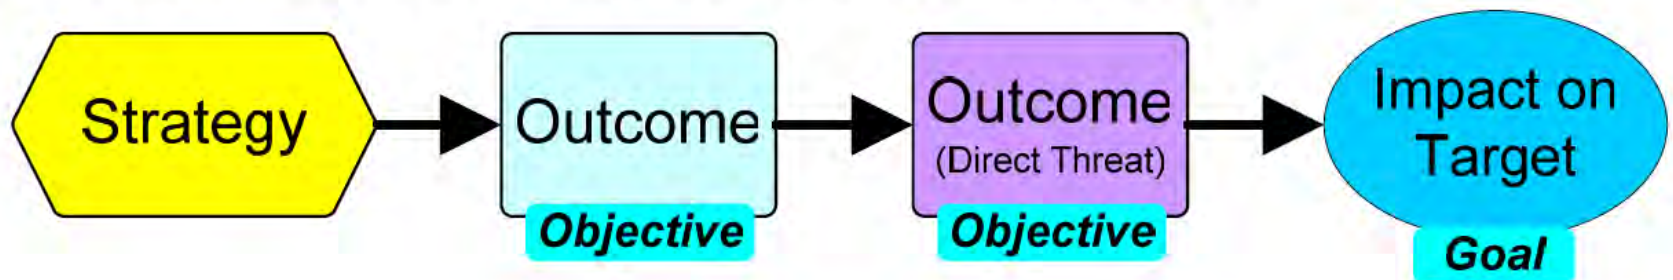 Strategy
Outcome
Objective
Outcome
(Direct Threat)
Objective
Impact on
Target
Goal